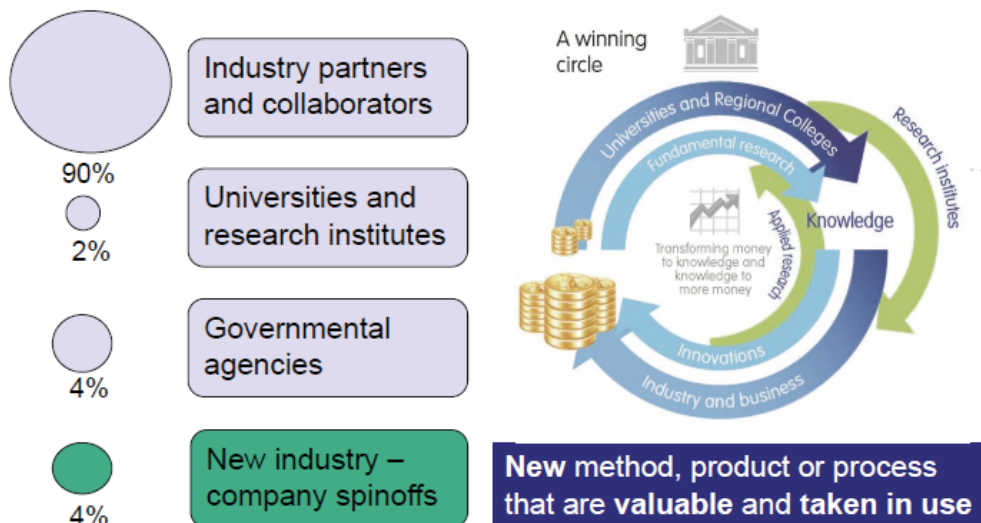 Industry partners
and collaborators
90%
Universities and
research institutes
2%
Governmental
agencies
4%
New industry –
company spinoffs
4%
A winning
circle
Universities and Regional Colleges
Fundamental research
Research institutes
Knowledge
Applied research
Transforming money
to knowledge and
knowledge to
more money
Innovations
Industry and business
New method, product or process
that are valuable and taken in use